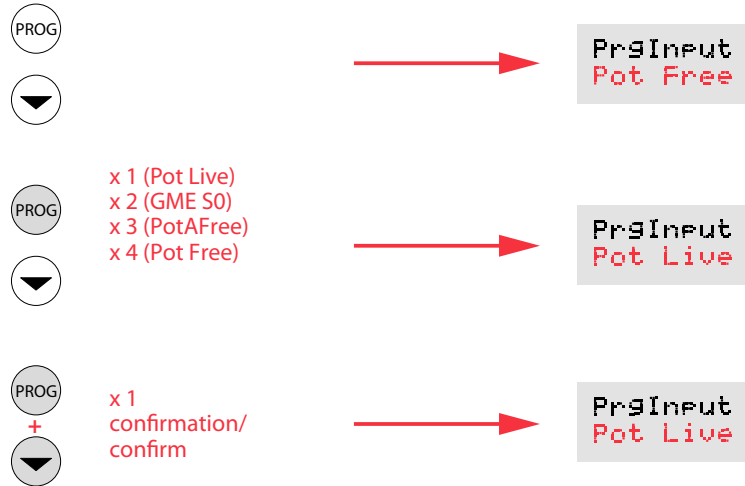 PROG
PrgInput
Pot Free
PROG
x 1 (Pot Live)
x 2 (GME S0)
x 3 (PotAFree)
x 4 (Pot Free)
PrgInput
Pot Live
PROG
+
x 1
confirmation/
confirm
PrgInput
Pot Live